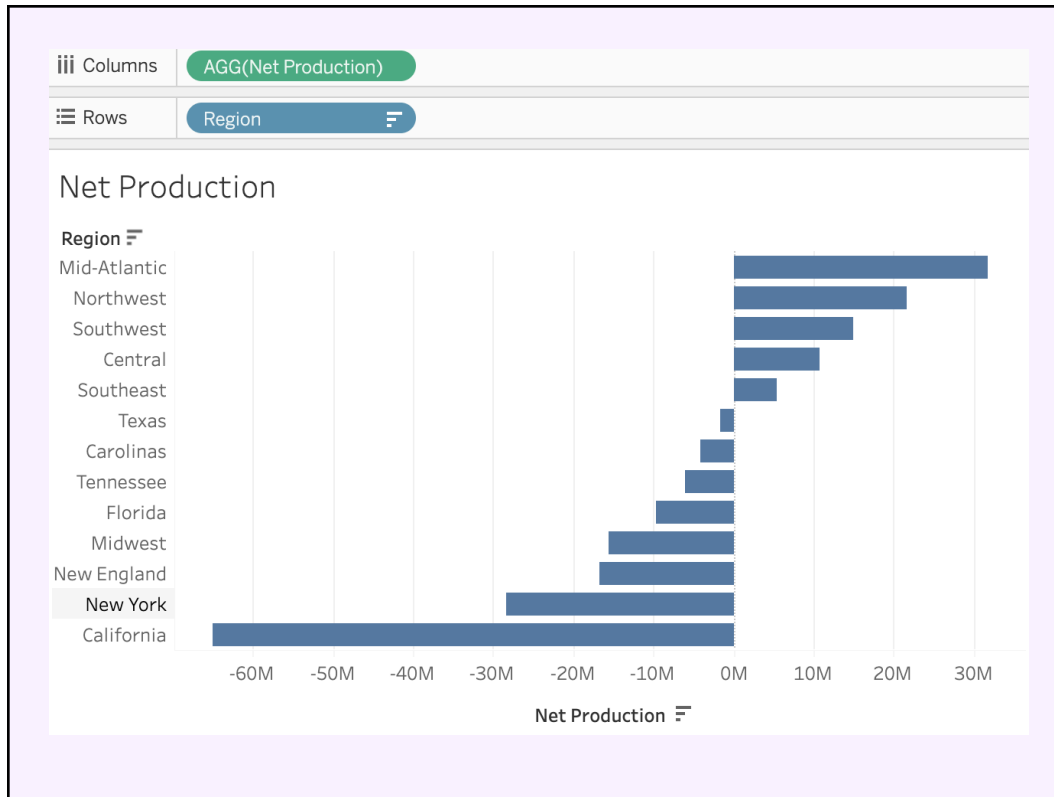 Columns AGG(Net Production)
Rows Region
Net Production
Region
Mid-Atlantic
Northwest
Southwest
Central
Southeast
Texas
Carolinas
Tennessee
Florida
Midwest
New England
New York
California
-60M -50M -40M -30M -20M -10M 0M 10M 20M 30M
Net Production